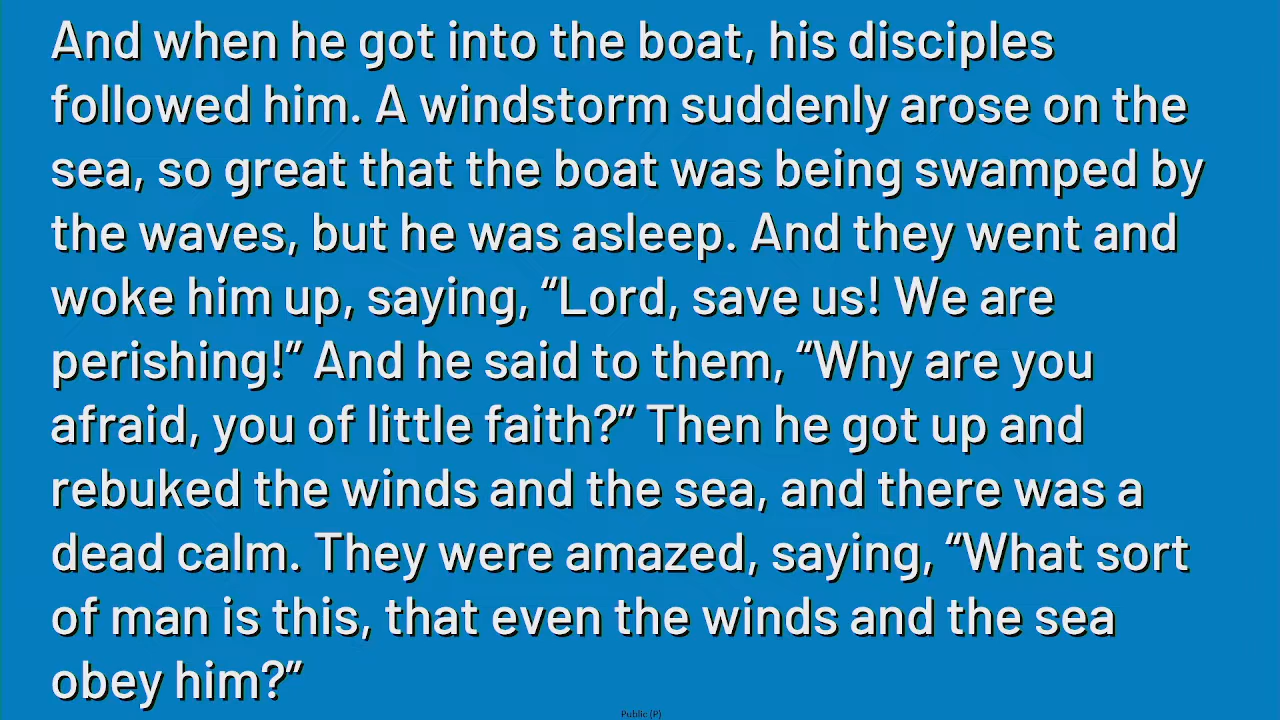 And when he got into the boat, his disciples
followed him. A windstorm suddenly arose on the
sea, so great that the boat was being swamped by
the waves, but he was asleep. And they went and
woke him up, saying, “Lord, save us! We are
perishing!” And he said to them, “Why are you
afraid, you of little faith?” Then he got up and
rebuked the winds and the sea, and there was a
dead calm. They were amazed, saying, “What sort
of man is this, that even the winds and the sea
obey him?”
Public (P)